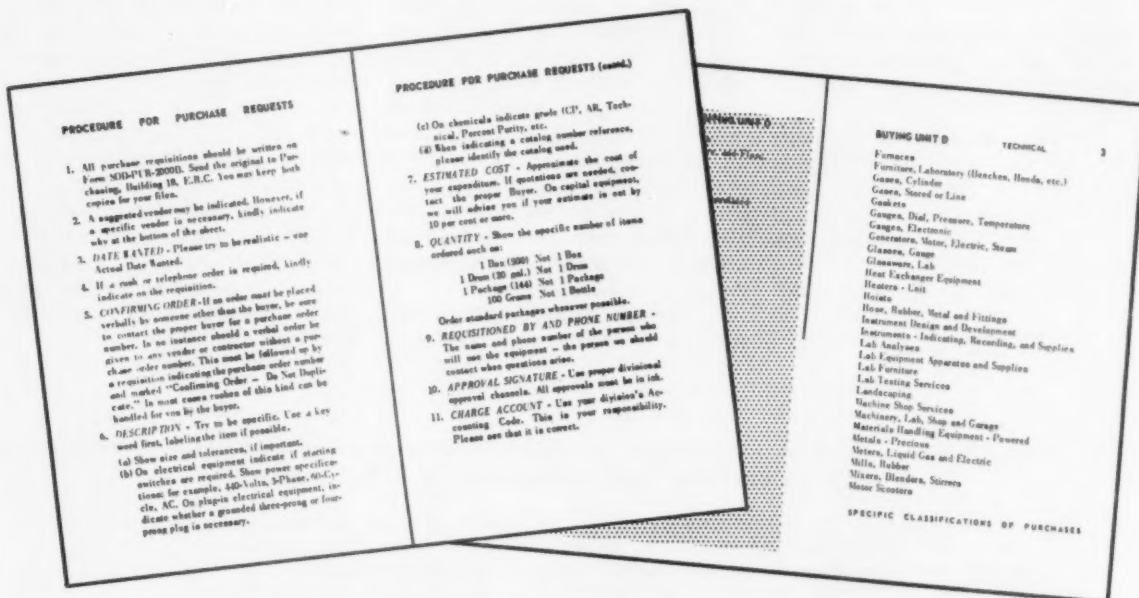 PROCEDURE FOR PURCHASE REQUESTS
1. All purchase requisitions should be written on
Form NDD-PUR-2000B. Send the original to Pur-
chasing, Building 18, E.R.C. You may keep both
copies for your files.
2. A suggested vendor may be indicated. However, if
a specific vendor is necessary, kindly indicate
why at the bottom of the sheet.
3. DATE WANTED - Please try to be realistic - use
Actual Date Wanted.
4. If a rush or telephone order is required, kindly
indicate on the requisition.
5. CONFIRMING ORDER - If an order must be placed
verbally by someone other than the buyer, be sure
to contact the proper buyer for a purchase order
number. In no instance should a verbal order be
given to any vendor or contractor without a pur-
chase order number. This must be followed up by
a requisition indicating the purchase order number
and marked "Confirming Order - Do Not Dupli-
cate." In most cases rushes of this kind can be
handled for you by the buyer.
6. DESCRIPTION - Try to be specific. Use a key
word first, labeling the item if possible.
(a) Show size and tolerances, if important.
(b) On electrical equipment indicate if starting
switches are required. Show power specifica-
tions; for example, 440-Volts, 3-Phase, 60-Cy-
cle, AC. On plug-in electrical equipment, in-
dicate whether a grounded three-prong or four-
prong plug is necessary.
PROCEDURE FOR PURCHASE REQUESTS (contd.)
(c) On chemicals indicate grade (CP, AR, Tech-
nical, Percent Purity, etc.
(d) When indicating a catalog number reference,
please identify the catalog used.
7. ESTIMATED COST - Approximate the cost of
your expenditure. If quotations are needed, con-
tact the proper Buyer. On capital equipment,
we will advise you if your estimate is out by
10 per cent or more.
8. QUANTITY - Show the specific number of items
ordered such as:
1 Box (500) Not 1 Box
1 Drum (30 gal.) Not 1 Drum
1 Package (144) Not 1 Package
100 Grams Not 1 Bottle
Order standard packages whenever possible.
9. REQUISITIONED BY AND PHONE NUMBER -
The name and phone number of the person who
will use the equipment - the person we should
contact when questions arise.
10. APPROVAL SIGNATURE - Use proper divisional
approval channels. All approvals must be in ink.
11. CHARGE ACCOUNT - Use your division's Ac-
counting Code. This is your responsibility.
Please see that it is correct.
UNIT D
BUYING UNIT D TECHNICAL 3
Furnaces
Furniture, Laboratory (Benches, Hoods, etc.)
Gases, Cylinder
Gases, Stored or Line
Gaskets
Gauges, Dial, Pressure, Temperature
Gauges, Electronic
Generators, Motor, Electric, Steam
Glasses, Gauge
Glassware, Lab
Heat Exchanger Equipment
Heaters - Unit
Hoists
Hose, Rubber, Metal and Fittings
Instrument Design and Development
Instruments - Indicating, Recording, and Supplies
Lab Analyses
Lab Equipment Apparatus and Supplies
Lab Furniture
Lab Testing Services
Landscaping
Machine Shop Services
Machinery, Lab, Shop and Garage
Materials Handling Equipment - Powered
Metals - Precious
Meters, Liquid Gas and Electric
Mills, Rubber
Mixers, Blenders, Stirrers
Motor Scooters
SPECIFIC CLASSIFICATIONS OF PURCHASES